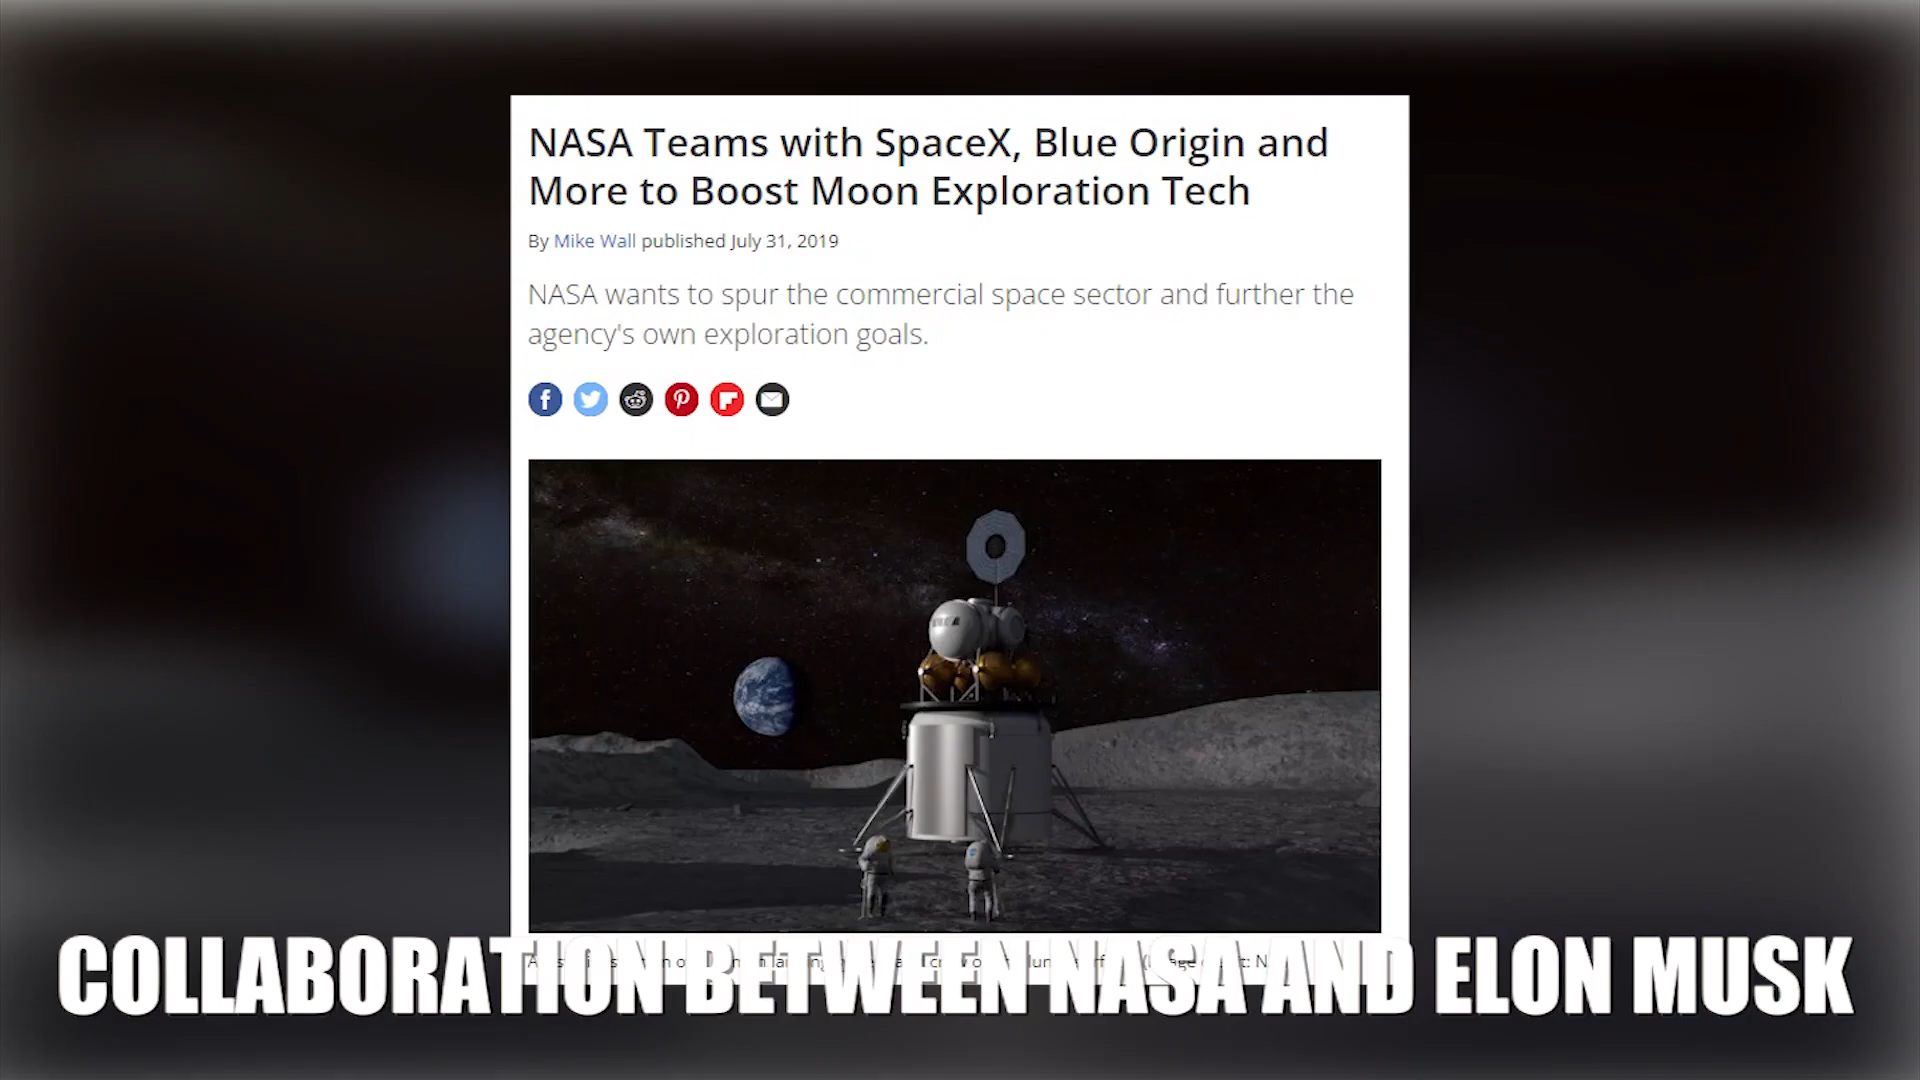 NASA Teams with SpaceX, Blue Origin and
More to Boost Moon Exploration Tech
By Mike Wall published July 31, 2019
NASA wants to spur the commercial space sector and further the
agency's own exploration goals.
COLLABORATION BETWEEN NASA AND ELON MUSK